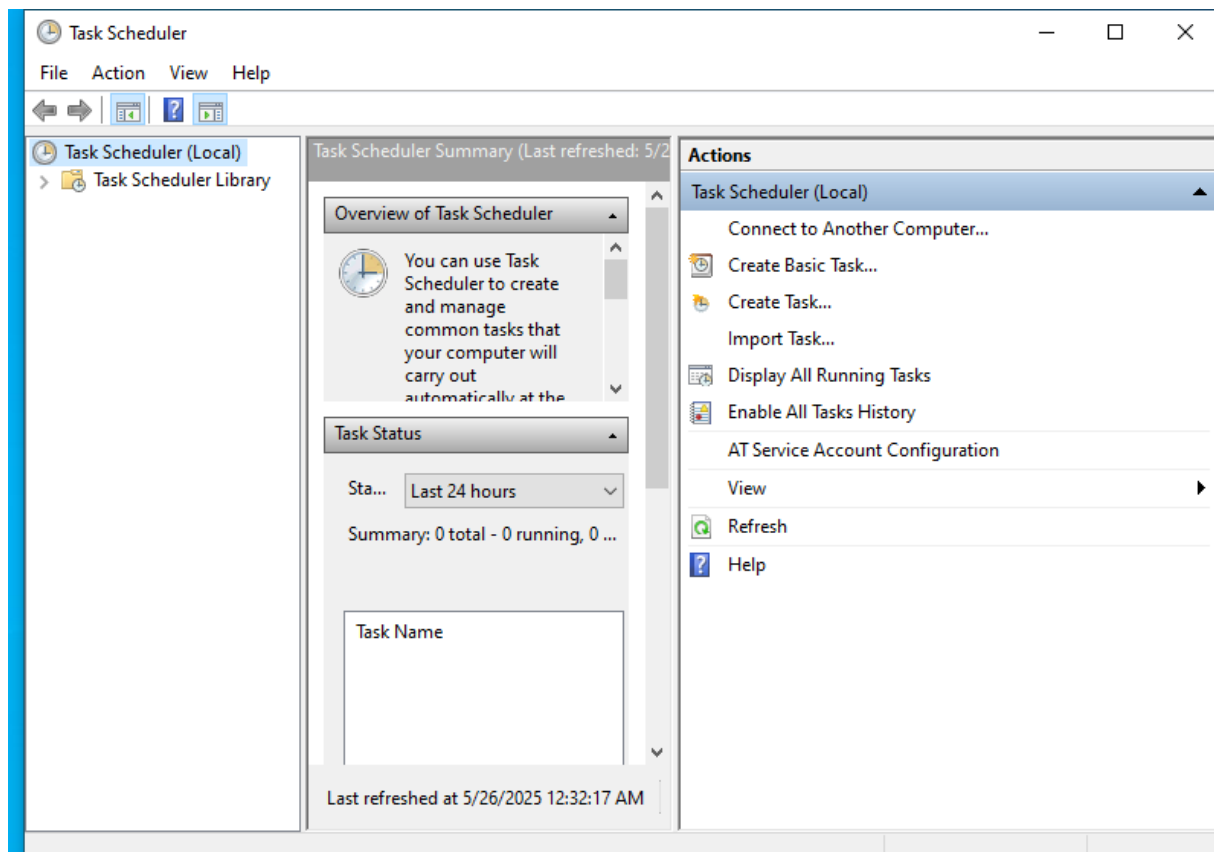 Task Scheduler
File Action View Help
Task Scheduler (Local)
Task Scheduler Library
Task Scheduler Summary (Last refreshed: 5/2
Overview of Task Scheduler
You can use Task
Scheduler to create
and manage
common tasks that
your computer will
carry out
automatically at the
Task Status
Sta... Last 24 hours
Summary: 0 total - 0 running, 0 ...
Task Name
Last refreshed at 5/26/2025 12:32:17 AM
Actions
Task Scheduler (Local)
Connect to Another Computer...
Create Basic Task...
Create Task...
Import Task...
Display All Running Tasks
Enable All Tasks History
AT Service Account Configuration
View
Refresh
Help